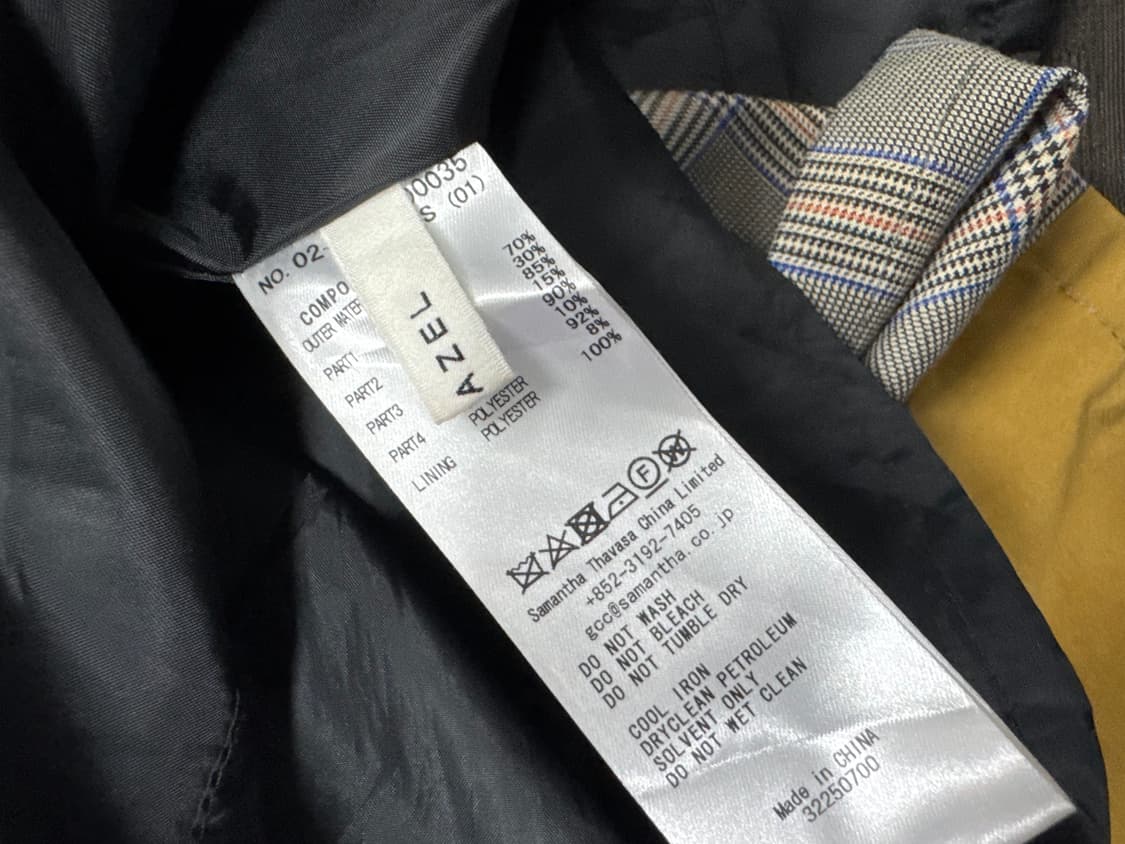 0035
S (01)
NO. 02-
COMPO
OUTER MATER
70%
30%
PART1
85%
15%
PART2
90%
10%
PART3
92%
8%
PART4
POLYESTER
100%
LINING
POLYESTER
AZEL
F
W
Samantha Thavasa China Limited
+852-3192-7405
gcc@samantha.co.jp
DO NOT WASH
DO NOT BLEACH
DO NOT TUMBLE DRY
COOL IRON
DRYCLEAN PETROLEUM
SOLVENT ONLY
DO NOT WET CLEAN
Made in CHINA
32250700